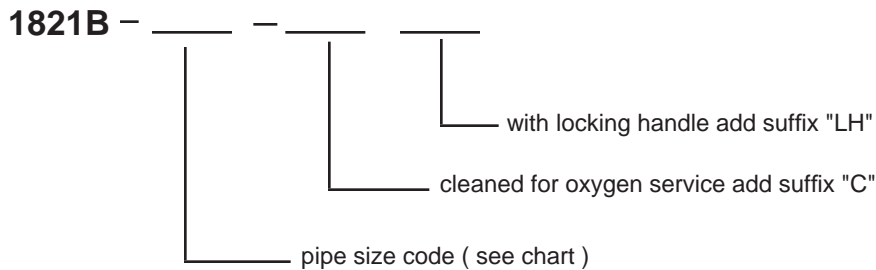 1821B – ____ – ____ ____
with locking handle add suffix "LH"
cleaned for oxygen service add suffix "C"
pipe size code ( see chart )